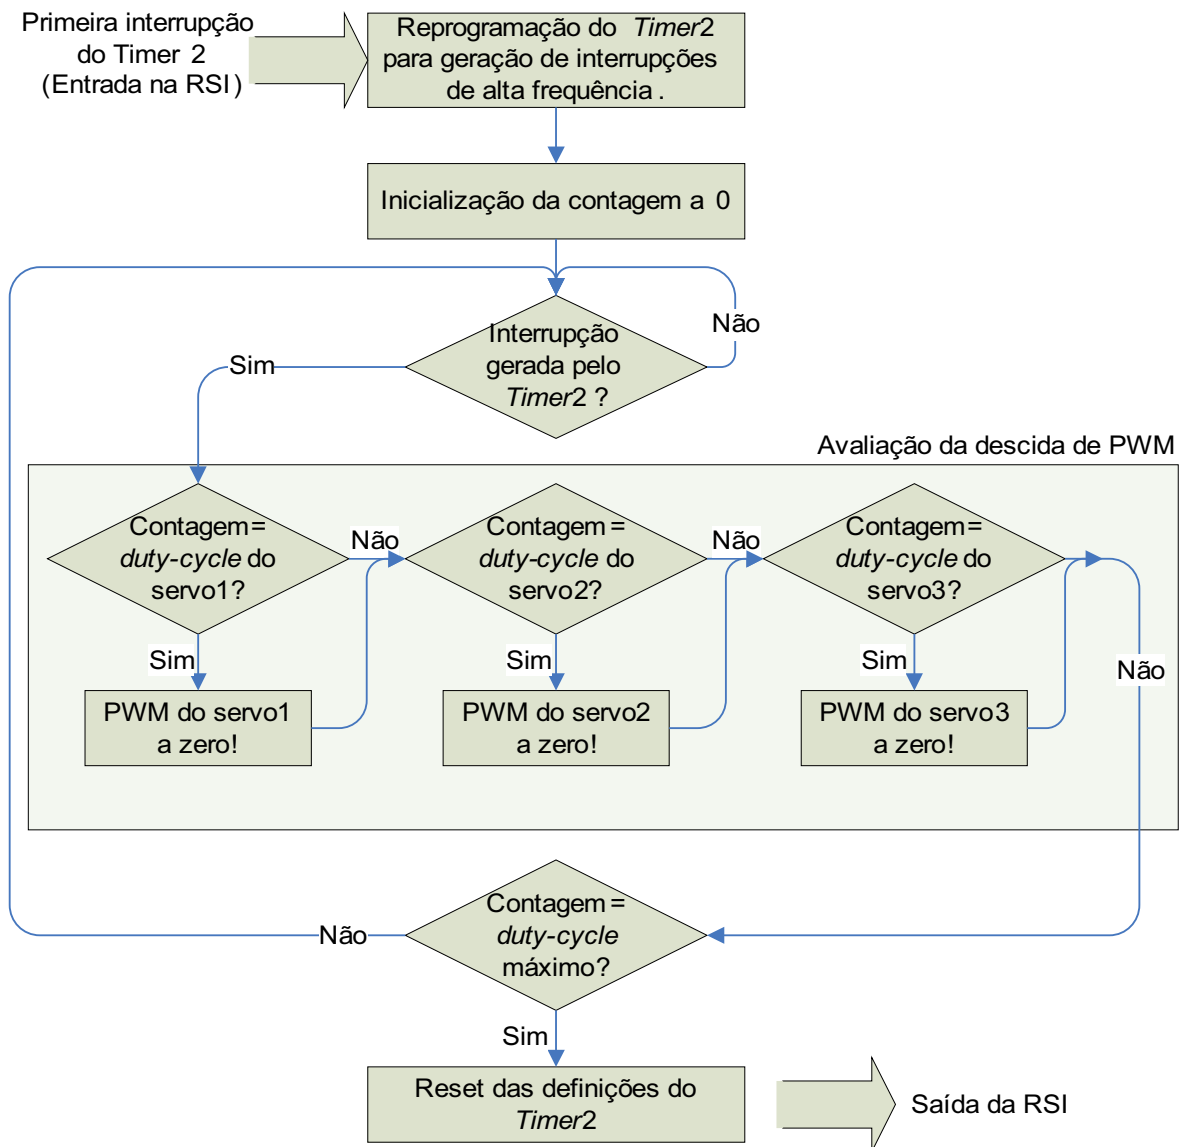 Primeira interrupção
do Timer 2
(Entrada na RSI)
Reprogramação do Timer2
para geração de interrupções
de alta frequência.
Inicialização da contagem a 0
Interrupção
gerada pelo
Timer2?
Não
Sim
Avaliação da descida de PWM
Contagem=
duty-cycle do
servo1?
Não
Contagem=
duty-cycle do
servo2?
Não
Contagem=
duty-cycle do
servo3?
Sim
Sim
Sim
Não
PWM do servo1
a zero!
PWM do servo2
a zero!
PWM do servo3
a zero!
Contagem=
duty-cycle
máximo?
Não
Sim
Reset das definições do
Timer2
Saída da RSI